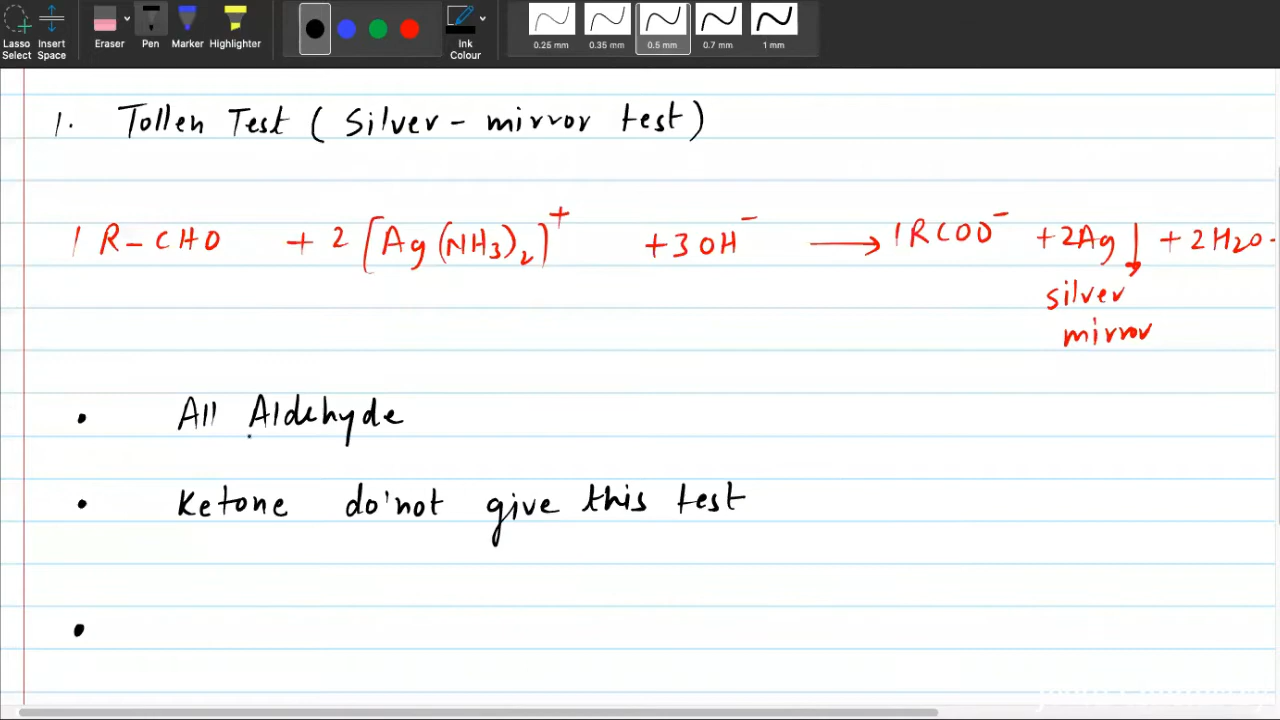 Lasso Select
Insert Space
Eraser
Pen
Marker
Highlighter
Ink Colour
0.25 mm
0.35 mm
0.5 mm
0.7 mm
1 mm
1. Tollen Test ( Silver - mirror test )
1 R-CHO + 2 [Ag(NH3)₂]⁺ + 3OH⁻ → 1RCOO⁻ + 2Ag ↓ + 2H₂O
silver
mirror
• All Aldehyde
• Ketone do'not give this test
•